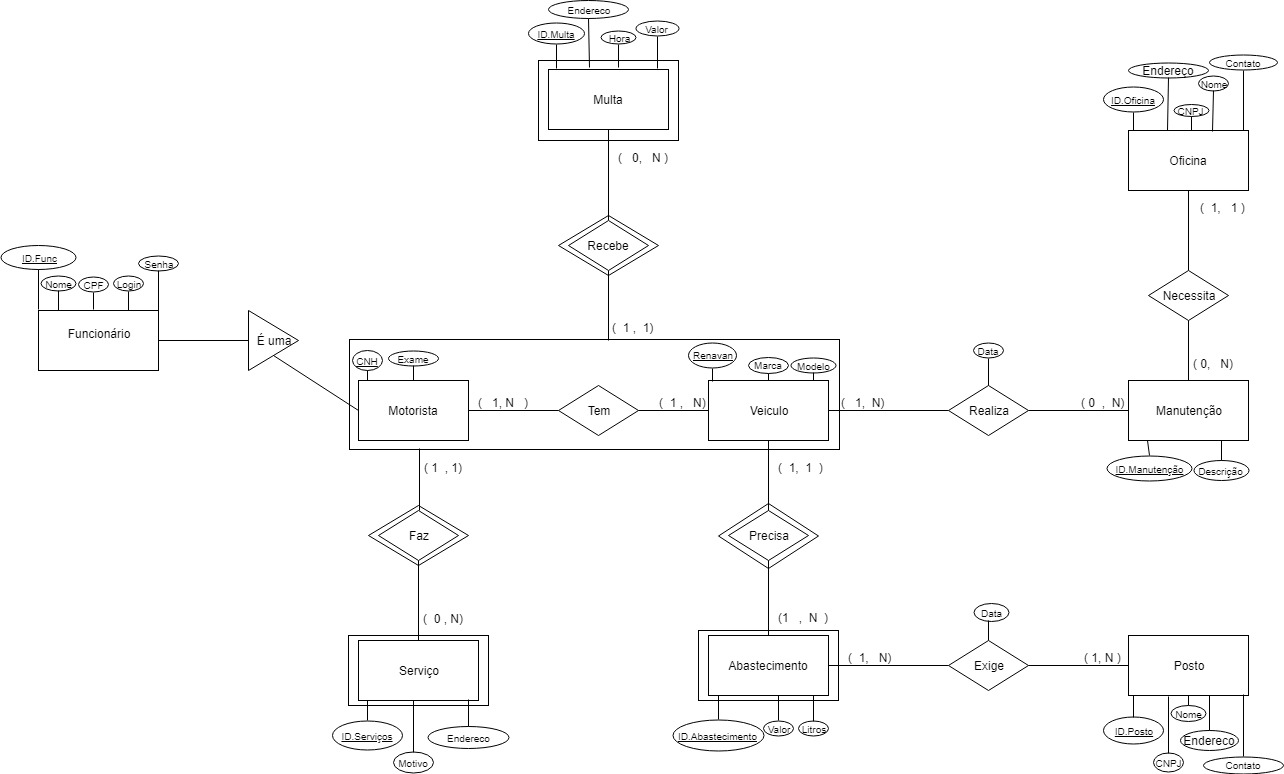 Endereco
ID.Multa
Hora
Valor
Multa
( 0, N )
Recebe
( 1 , 1)
Endereço
Contato
Nome
ID.Oficina
CNPJ
Oficina
( 1, 1 )
Necessita
(0, N)
ID.Func
Nome
CPF
Login
Senha
Funcionário
É uma
CNH
Exame
Motorista
( 1, N )
Tem
( 1 , N)
Renavan
Marca
Modelo
Veiculo
( 1, N)
Data
Realiza
( 0 , N)
Manutenção
ID.Manutenção
Descrição
( 1 , 1)
Faz
( 0 , N)
Serviço
ID.Serviços
Motivo
Endereco
( 1, 1 )
Precisa
(1 , N )
Abastecimento
ID.Abastecimento
Valor
Litros
( 1, N)
Data
Exige
( 1, N )
Posto
ID.Posto
Nome
CNPJ
Endereco
Contato